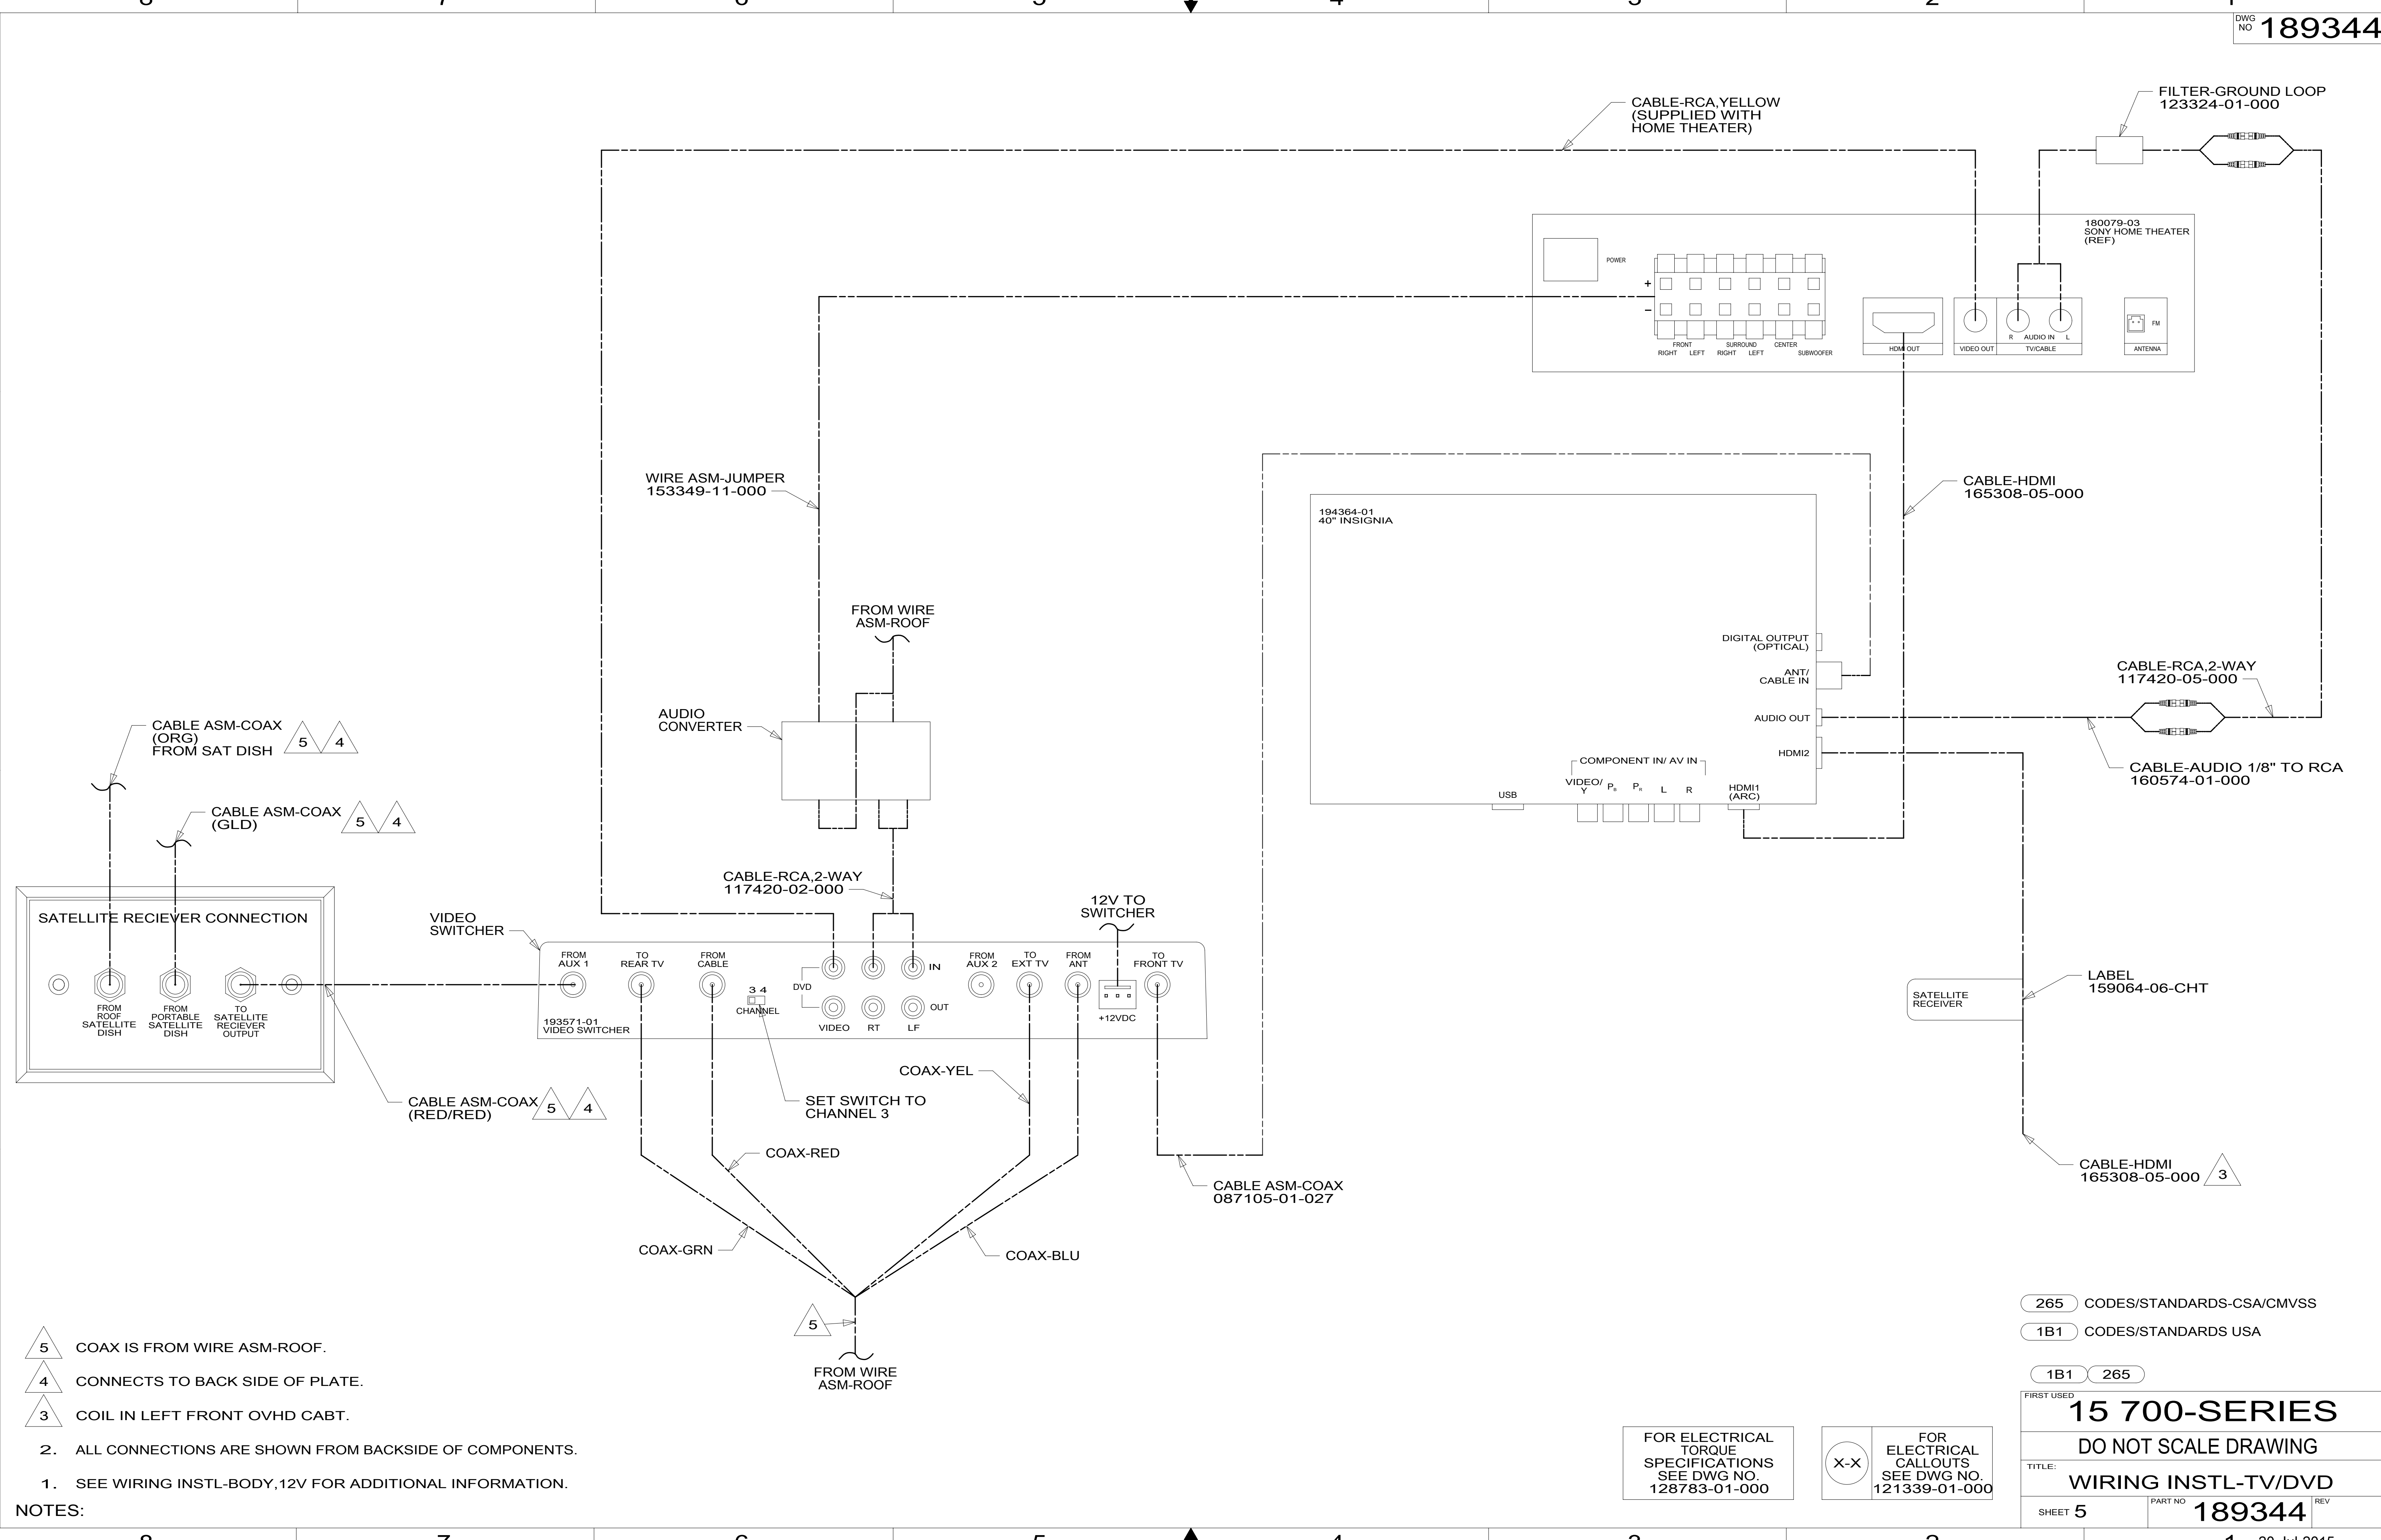 DWG
NO 189344
CABLE-RCA,YELLOW
(SUPPLIED WITH
HOME THEATER)
FILTER-GROUND LOOP
123324-01-000
180079-03
SONY HOME THEATER
(REF)
POWER
+
–
FRONT
SURROUND
CENTER
RIGHT LEFT RIGHT LEFT
SUBWOOFER
HDMI OUT
VIDEO OUT
R AUDIO IN L
TV/CABLE
FM
ANTENNA
WIRE ASM-JUMPER
153349-11-000
CABLE-HDMI
165308-05-000
194364-01
40" INSIGNIA
FROM WIRE
ASM-ROOF
DIGITAL OUTPUT
(OPTICAL)
ANT/
CABLE IN
AUDIO OUT
HDMI2
COMPONENT IN/ AV IN
VIDEO/
Y
PB
PR
L
R
USB
HDMI1
(ARC)
CABLE-RCA,2-WAY
117420-05-000
CABLE-AUDIO 1/8" TO RCA
160574-01-000
AUDIO
CONVERTER
CABLE ASM-COAX
(ORG)
FROM SAT DISH
5 4
CABLE ASM-COAX
(GLD)
5 4
CABLE-RCA,2-WAY
117420-02-000
12V TO
SWITCHER
SATELLITE RECIEVER CONNECTION
FROM
ROOF
SATELLITE
DISH
FROM
PORTABLE
SATELLITE
DISH
TO
SATELLITE
RECIEVER
OUTPUT
VIDEO
SWITCHER
FROM
AUX 1
TO
REAR TV
FROM
CABLE
3 4
CHANNEL
DVD
IN
OUT
VIDEO RT LF
FROM
AUX 2
TO
EXT TV
FROM
ANT
+12VDC
TO
FRONT TV
193571-01
VIDEO SWITCHER
SATELLITE
RECEIVER
LABEL
159064-06-CHT
CABLE ASM-COAX
(RED/RED)
5 4
COAX-YEL
SET SWITCH TO
CHANNEL 3
COAX-RED
CABLE ASM-COAX
087105-01-027
CABLE-HDMI
165308-05-000
3
COAX-GRN
COAX-BLU
5
FROM WIRE
ASM-ROOF
265 CODES/STANDARDS-CSA/CMVSS
1B1 CODES/STANDARDS USA
1B1 265
5 COAX IS FROM WIRE ASM-ROOF.
4 CONNECTS TO BACK SIDE OF PLATE.
3 COIL IN LEFT FRONT OVHD CABT.
2. ALL CONNECTIONS ARE SHOWN FROM BACKSIDE OF COMPONENTS.
1. SEE WIRING INSTL-BODY,12V FOR ADDITIONAL INFORMATION.
NOTES:
FOR ELECTRICAL
TORQUE
SPECIFICATIONS
SEE DWG NO.
128783-01-000
X-X
FOR
ELECTRICAL
CALLOUTS
SEE DWG NO.
121339-01-000
FIRST USED
15 700-SERIES
DO NOT SCALE DRAWING
TITLE:
WIRING INSTL-TV/DVD
SHEET 5
PART NO 189344
REV